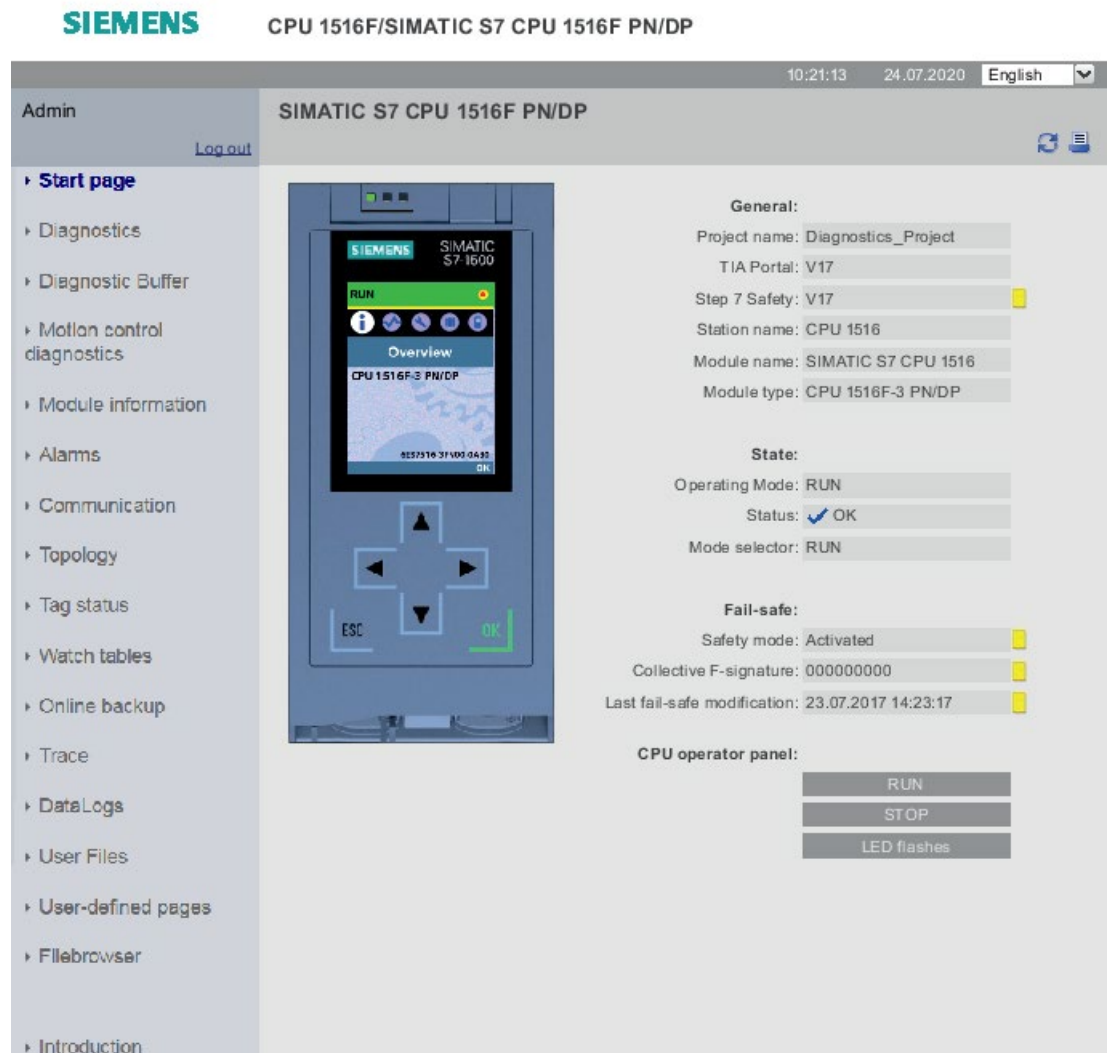 SIEMENS CPU 1516F/SIMATIC S7 CPU 1516F PN/DP
10:21:13 24.07.2020 English
Admin
Log out
SIMATIC S7 CPU 1516F PN/DP
Start page
Diagnostics
Diagnostic Buffer
Motion control
diagnostics
Module information
Alarms
Communication
Topology
Tag status
Watch tables
Online backup
Trace
DataLogs
User Files
User-defined pages
Filebrowser
Introduction
SIEMENS SIMATIC
S7-1500
RUN
Overview
CPU 1516F-3 PN/DP
OK
ESC OK
General:
Project name: Diagnostics_Project
TIA Portal: V17
Step 7 Safety: V17
Station name: CPU 1516
Module name: SIMATIC S7 CPU 1516
Module type: CPU 1516F-3 PN/DP
State:
Operating Mode: RUN
Status: OK
Mode selector: RUN
Fail-safe:
Safety mode: Activated
Collective F-signature: 000000000
Last fail-safe modification: 23.07.2017 14:23:17
CPU operator panel:
RUN
STOP
LED flashes